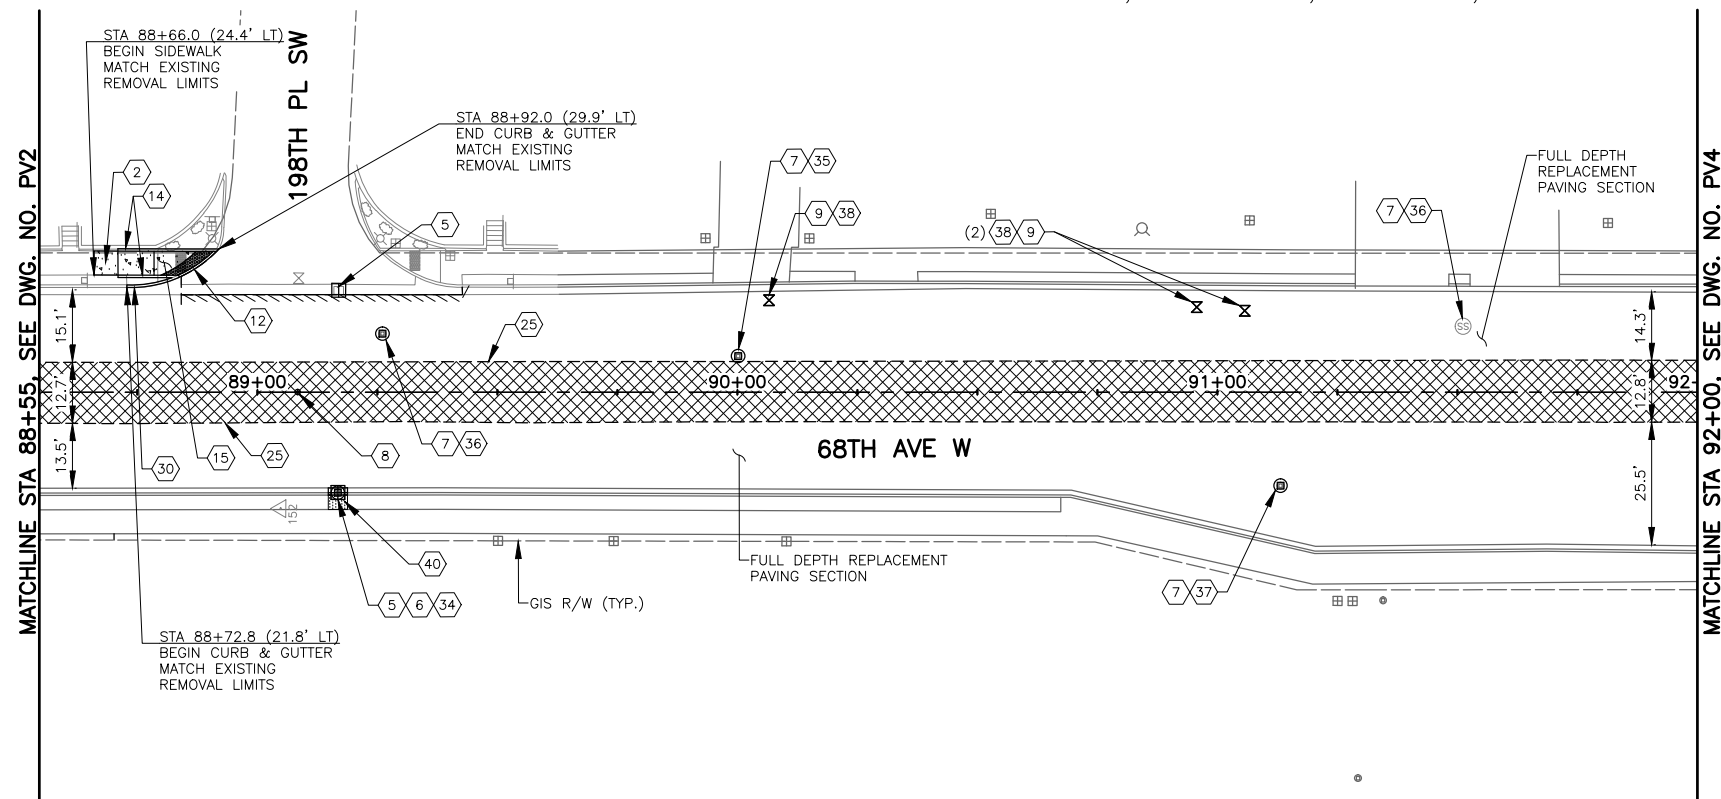 STA 88+66.0 (24.4' LT)
BEGIN SIDEWALK
MATCH EXISTING
REMOVAL LIMITS
198TH PL SW
STA 88+92.0 (29.9' LT)
END CURB & GUTTER
MATCH EXISTING
REMOVAL LIMITS
2
14
5
7 35
9 38
(2) 38 9
7 36
FULL DEPTH
REPLACEMENT
PAVING SECTION
MATCHLINE STA 88+55, SEE DWG. NO. PV2
MATCHLINE STA 92+00, SEE DWG. NO. PV4
15.1'
12
25
SS
14.3'
12.7'
89+00
90+00
91+00
92-
12.8'
13.5'
30
15
25
7 36
8
68TH AVE W
25.5'
152
40
5 6 34
GIS R/W (TYP.)
FULL DEPTH REPLACEMENT
PAVING SECTION
7 37
STA 88+72.8 (21.8' LT)
BEGIN CURB & GUTTER
MATCH EXISTING
REMOVAL LIMITS